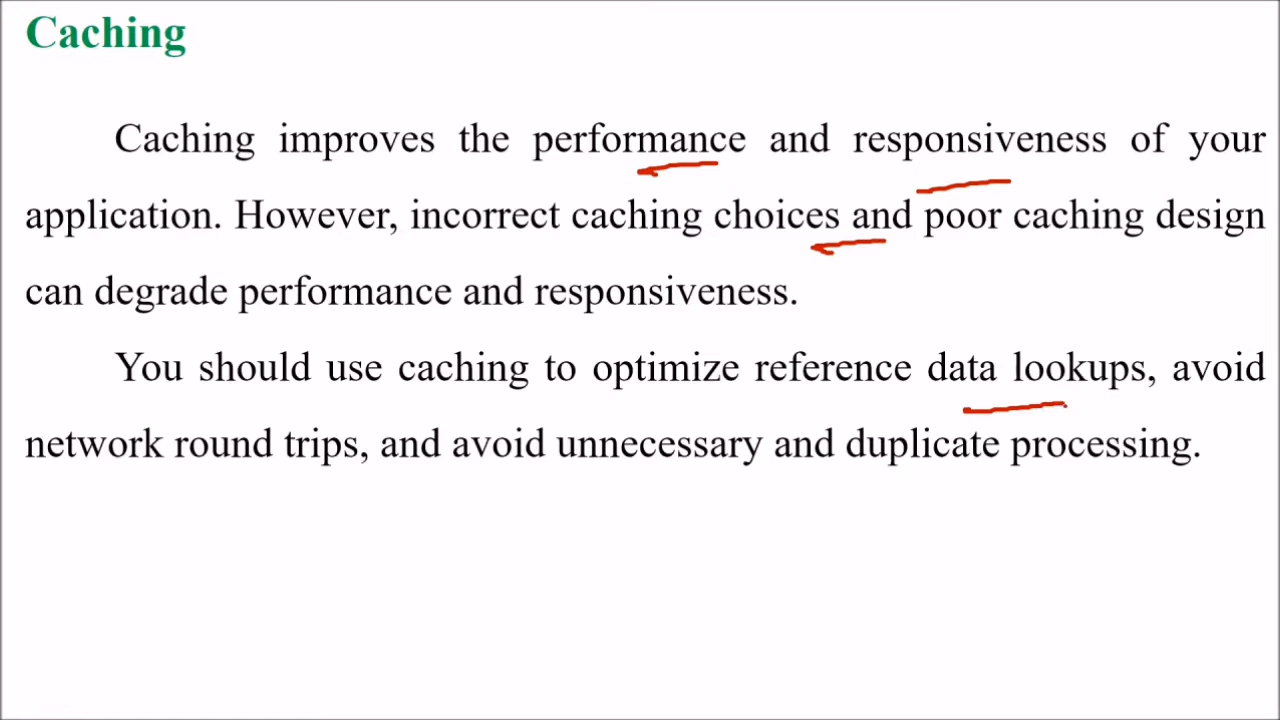 Caching
Caching improves the performance and responsiveness of your
application. However, incorrect caching choices and poor caching design
can degrade performance and responsiveness.
You should use caching to optimize reference data lookups, avoid
network round trips, and avoid unnecessary and duplicate processing.